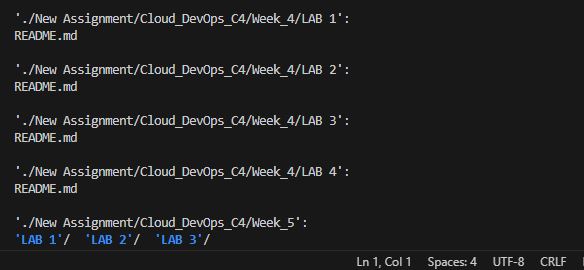 './New Assignment/Cloud_DevOps_C4/Week_4/LAB 1':
README.md
'./New Assignment/Cloud_DevOps_C4/Week_4/LAB 2':
README.md
'./New Assignment/Cloud_DevOps_C4/Week_4/LAB 3':
README.md
'./New Assignment/Cloud_DevOps_C4/Week_4/LAB 4':
README.md
'./New Assignment/Cloud_DevOps_C4/Week_5':
'LAB 1'/  'LAB 2'/  'LAB 3'/
Ln 1, Col 1  Spaces: 4  UTF-8  CRLF